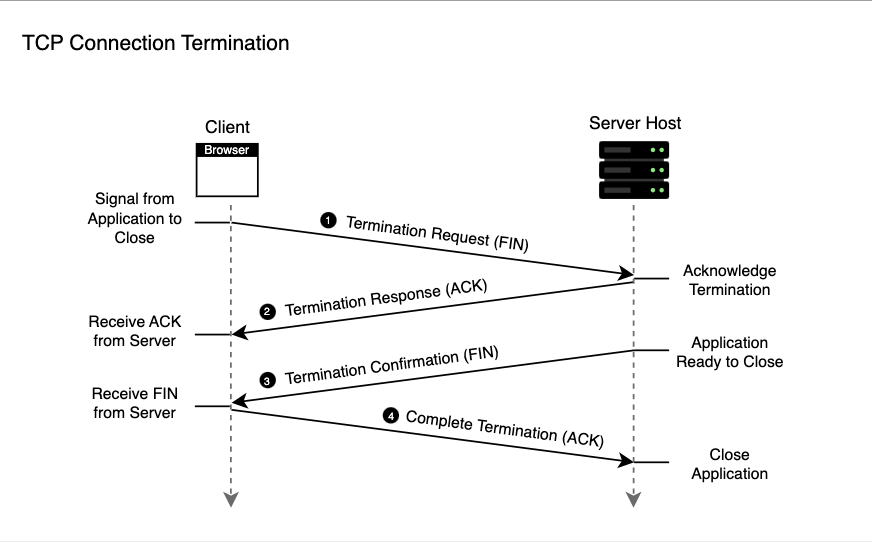 TCP Connection Termination
Client
Server Host
Browser
Signal from
Application to
Close
1 Termination Request (FIN)
Acknowledge
Termination
2 Termination Response (ACK)
Receive ACK
from Server
Application
Ready to Close
3 Termination Confirmation (FIN)
Receive FIN
from Server
4 Complete Termination (ACK)
Close
Application